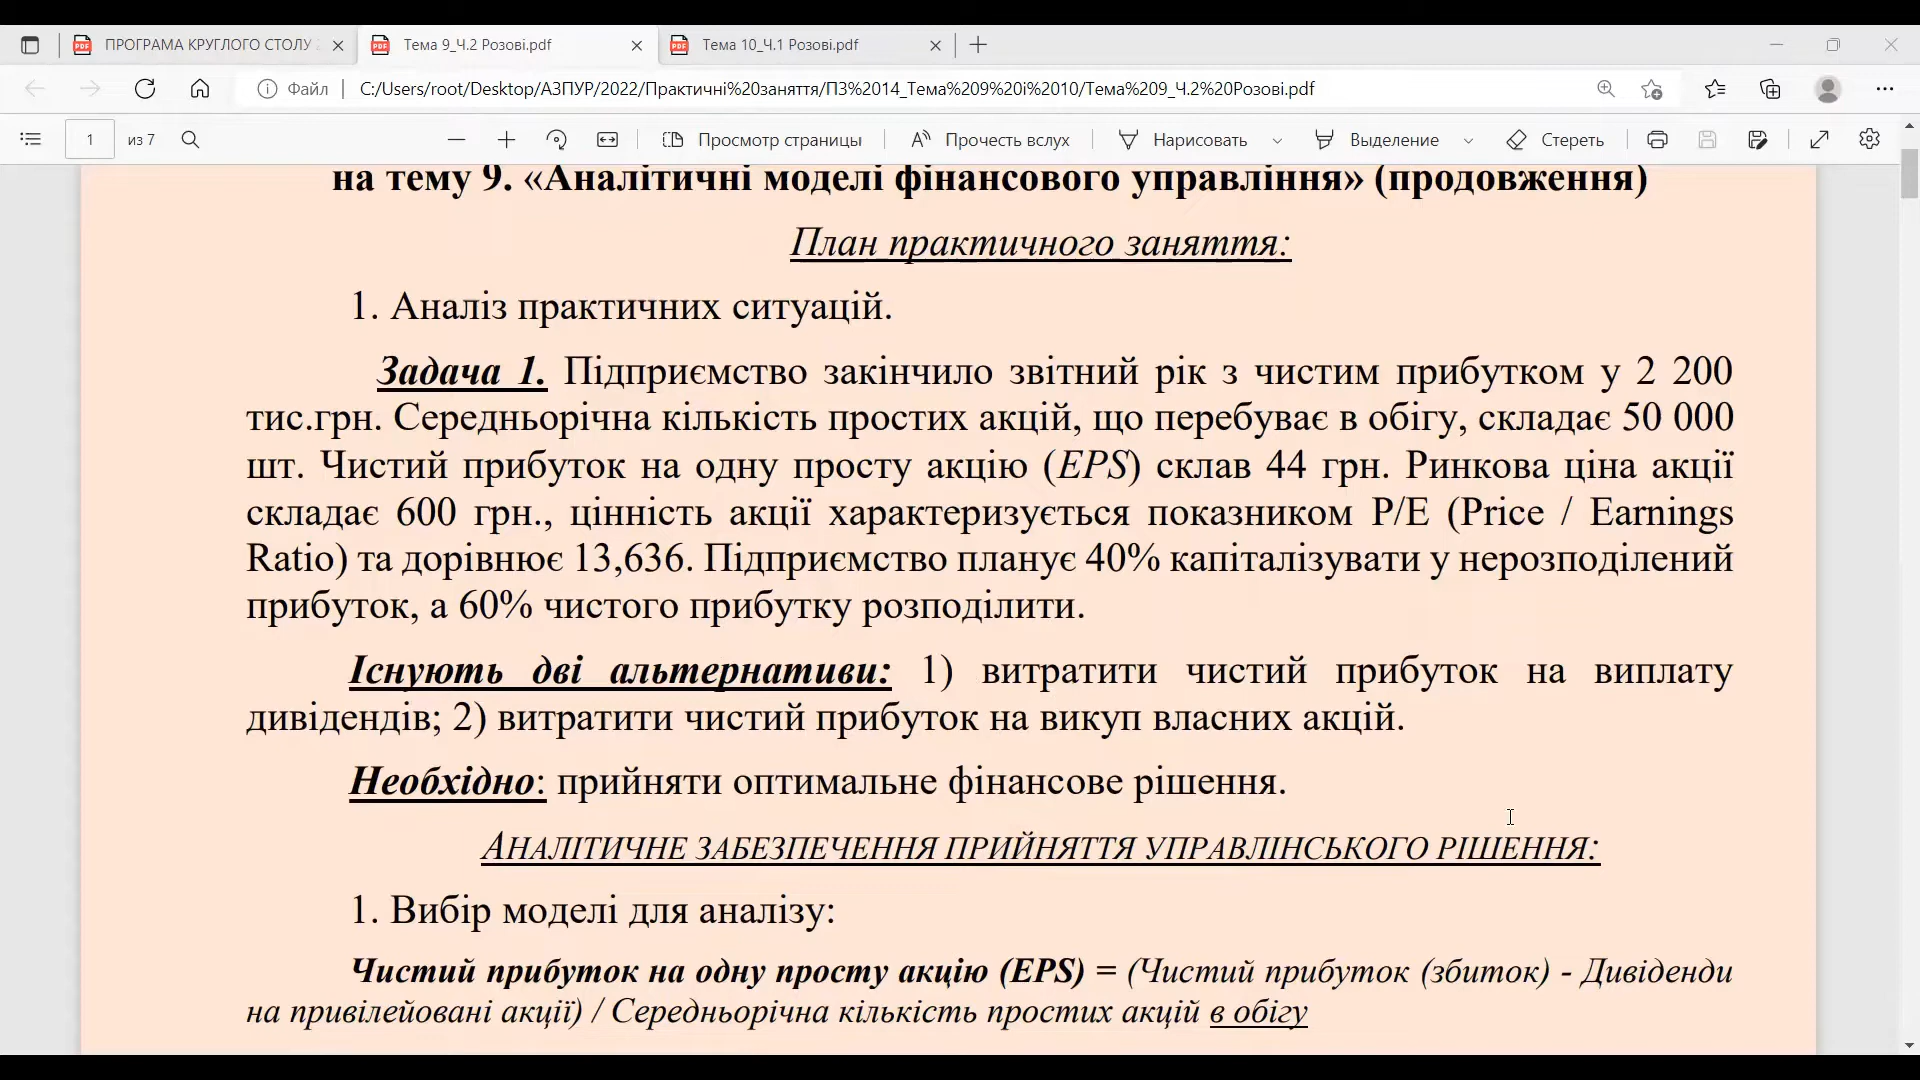 ПРОГРАМА КРУГЛОГО СТОЛУ
Тема 9_Ч.2 Розові.pdf
Тема 10_Ч.1 Розові.pdf
Файл
C:/Users/root/Desktop/АЗПУР/2022/Практичні%20заняття/ПЗ%2014_Тема%209%20і%2010/Тема%209_Ч.2%20Розові.pdf
1 из 7
Просмотр страницы
Прочесть вслух
Нарисовать
Выделение
Стереть
на тему 9. «Аналітичні моделі фінансового управління» (продовження)
План практичного заняття:
1. Аналіз практичних ситуацій.
Задача 1. Підприємство закінчило звітний рік з чистим прибутком у 2 200
тис.грн. Середньорічна кількість простих акцій, що перебуває в обігу, складає 50 000
шт. Чистий прибуток на одну просту акцію (EPS) склав 44 грн. Ринкова ціна акції
складає 600 грн., цінність акції характеризується показником P/E (Price / Earnings
Ratio) та дорівнює 13,636. Підприємство планує 40% капіталізувати у нерозподілений
прибуток, а 60% чистого прибутку розподілити.
Існують дві альтернативи: 1) витратити чистий прибуток на виплату
дивідендів; 2) витратити чистий прибуток на викуп власних акцій.
Необхідно: прийняти оптимальне фінансове рішення.
АНАЛІТИЧНЕ ЗАБЕЗПЕЧЕННЯ ПРИЙНЯТТЯ УПРАВЛІНСЬКОГО РІШЕННЯ:
1. Вибір моделі для аналізу:
Чистий прибуток на одну просту акцію (EPS) = (Чистий прибуток (збиток) - Дивіденди
на привілейовані акції) / Середньорічна кількість простих акцій в обігу